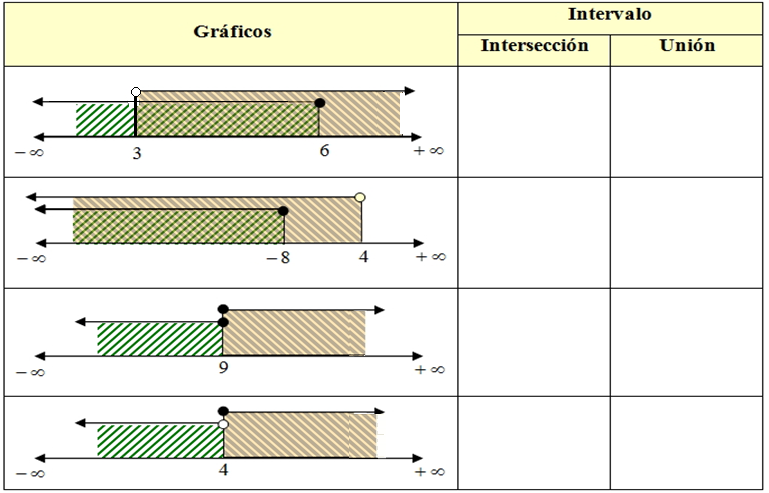 Gráficos
Intervalo
Intersección Unión
− ∞ 3 6 + ∞
− ∞ −8 4 + ∞
− ∞ 9 + ∞
− ∞ 4 + ∞